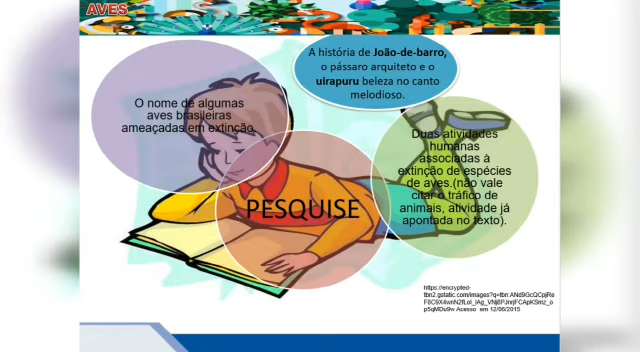 AVES
A história de João-de-barro,
o pássaro arquiteto e o
uirapuru beleza no canto
melodioso.
O nome de algumas
aves brasileiras
ameaçadas em extinção.
Duas atividades
humanas
associadas à
extinção de espécies
de aves.(não vale
citar o tráfico de
animais, atividade já
apontada no texto).
PESQUISE
https://encrypted-
Acesso em 12/06/2015